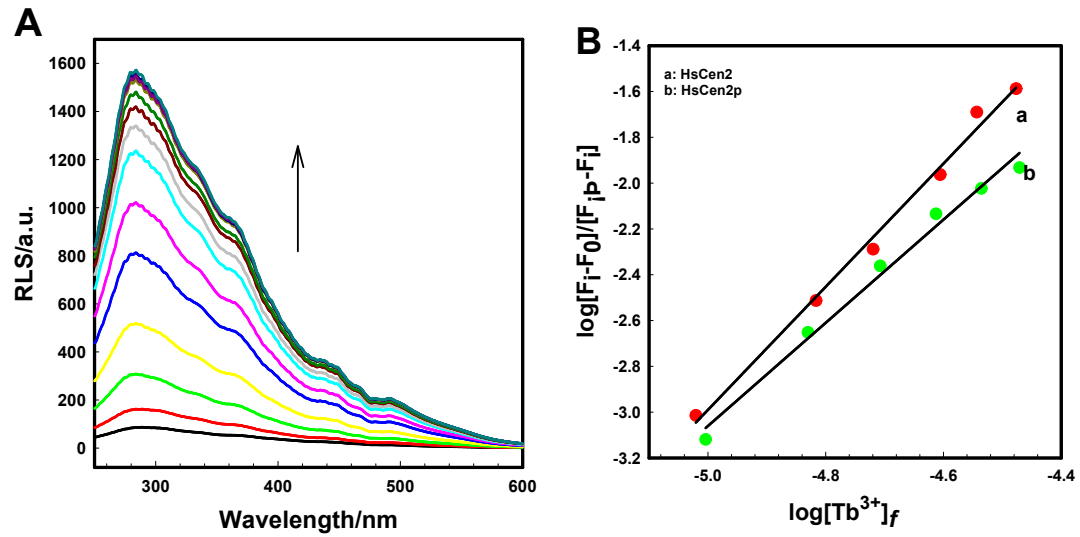 A
1600
1400
1200
1000
800
600
400
200
0
RLS/a.u.
300
400
500
600
Wavelength/nm
B
-1.4
-1.6
-1.8
-2.0
-2.2
-2.4
-2.6
-2.8
-3.0
-3.2
log[Fi-F0]/[FiÞ-Fi]
a: HsCen2
b: HsCen2p
a
b
-5.0
-4.8
-4.6
-4.4
log[Tb3+]f